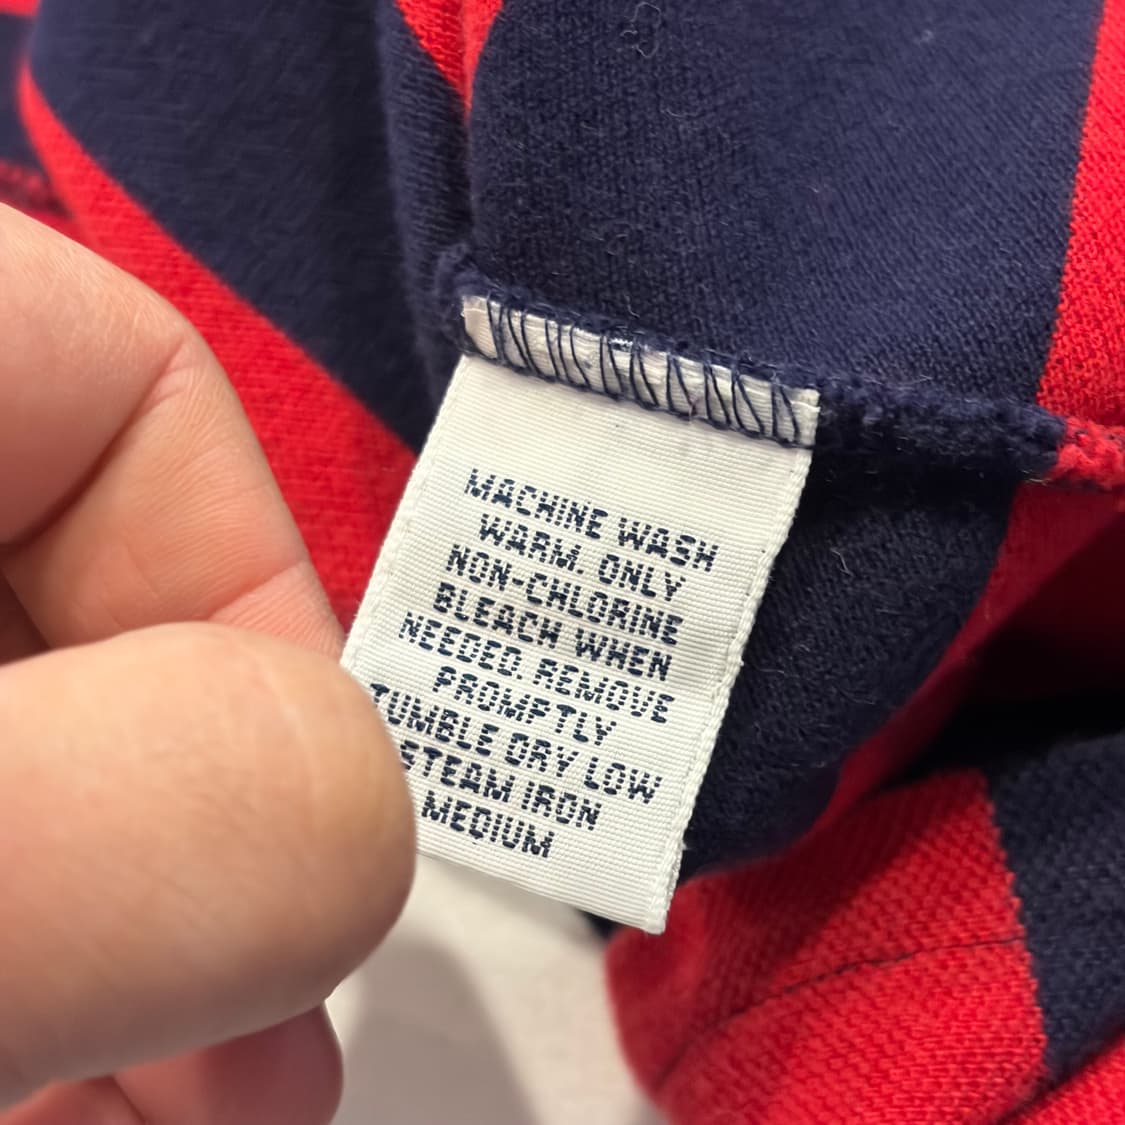 MACHINE WASH
WARM. ONLY
NON-CHLORINE
BLEACH WHEN
NEEDED. REMOVE
PROMPTLY
TUMBLE DRY LOW
STEAM IRON
MEDIUM